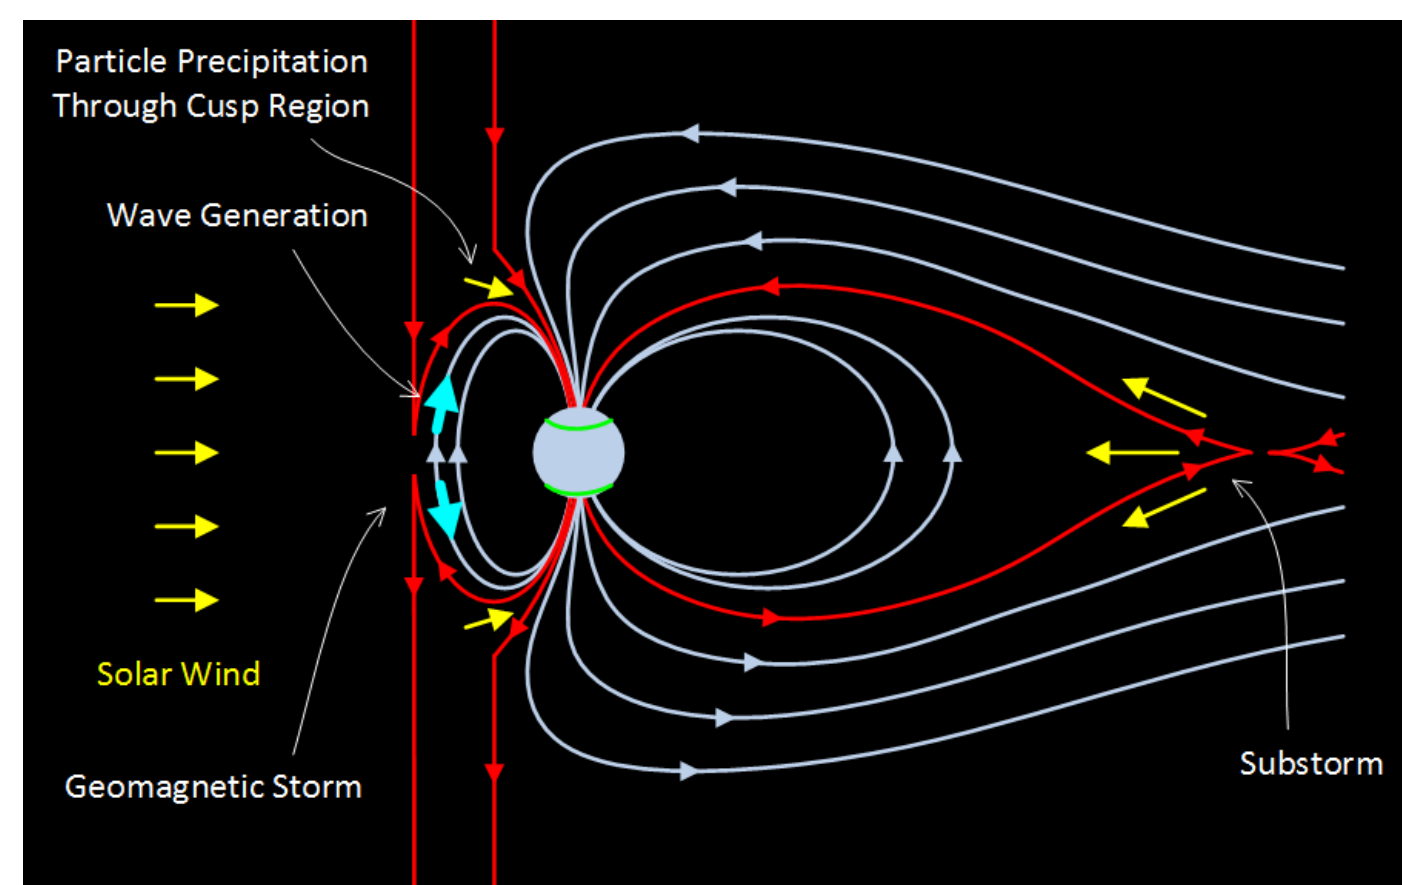 Particle Precipitation
Through Cusp Region
Wave Generation
Solar Wind
Geomagnetic Storm
Substorm